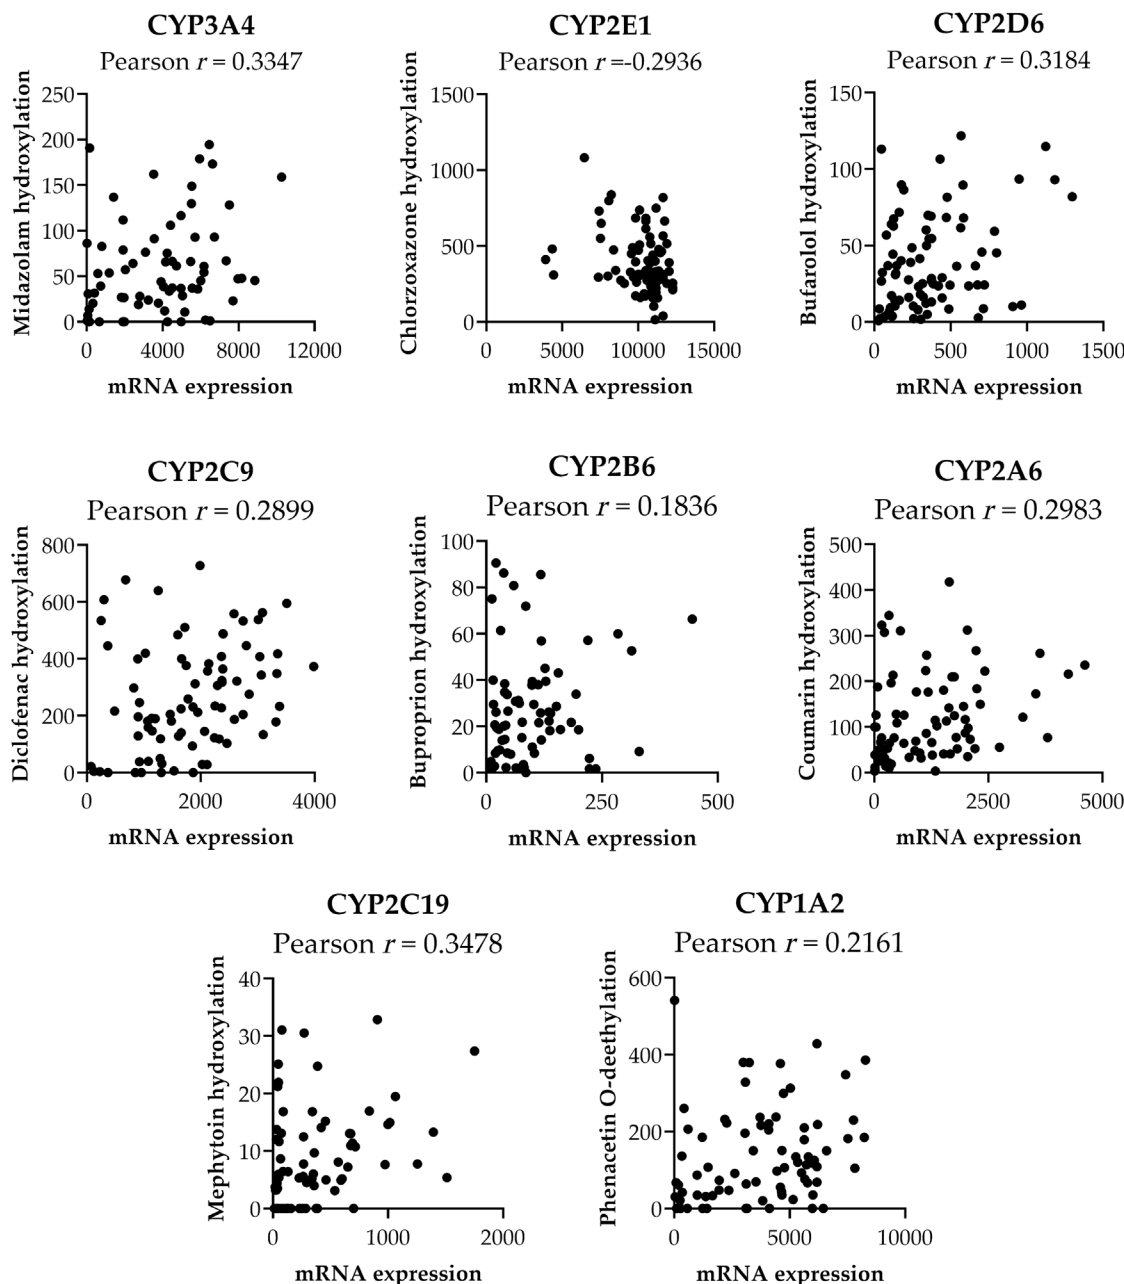 CYP3A4
Pearson r = 0.3347
Midazolam hydroxylation
250
200
150
100
50
0
0 4000 8000 12000
mRNA expression
CYP2E1
Pearson r =-0.2936
Chlorzoxazone hydroxylation
1500
1000
500
0
0 5000 10000 15000
mRNA expression
CYP2D6
Pearson r = 0.3184
Bufarolol hydroxylation
150
100
50
0
0 500 1000 1500
mRNA expression
CYP2C9
Pearson r = 0.2899
Diclofenac hydroxylation
800
600
400
200
0
0 2000 4000
mRNA expression
CYP2B6
Pearson r = 0.1836
Buproprion hydroxylation
100
80
60
40
20
0
0 250 500
mRNA expression
CYP2A6
Pearson r = 0.2983
Coumarin hydroxylation
500
400
300
200
100
0
0 2500 5000
mRNA expression
CYP2C19
Pearson r = 0.3478
Mephytoin hydroxylation
40
30
20
10
0
0 1000 2000
mRNA expression
CYP1A2
Pearson r = 0.2161
Phenacetin O-deethylation
600
400
200
0
0 5000 10000
mRNA expression